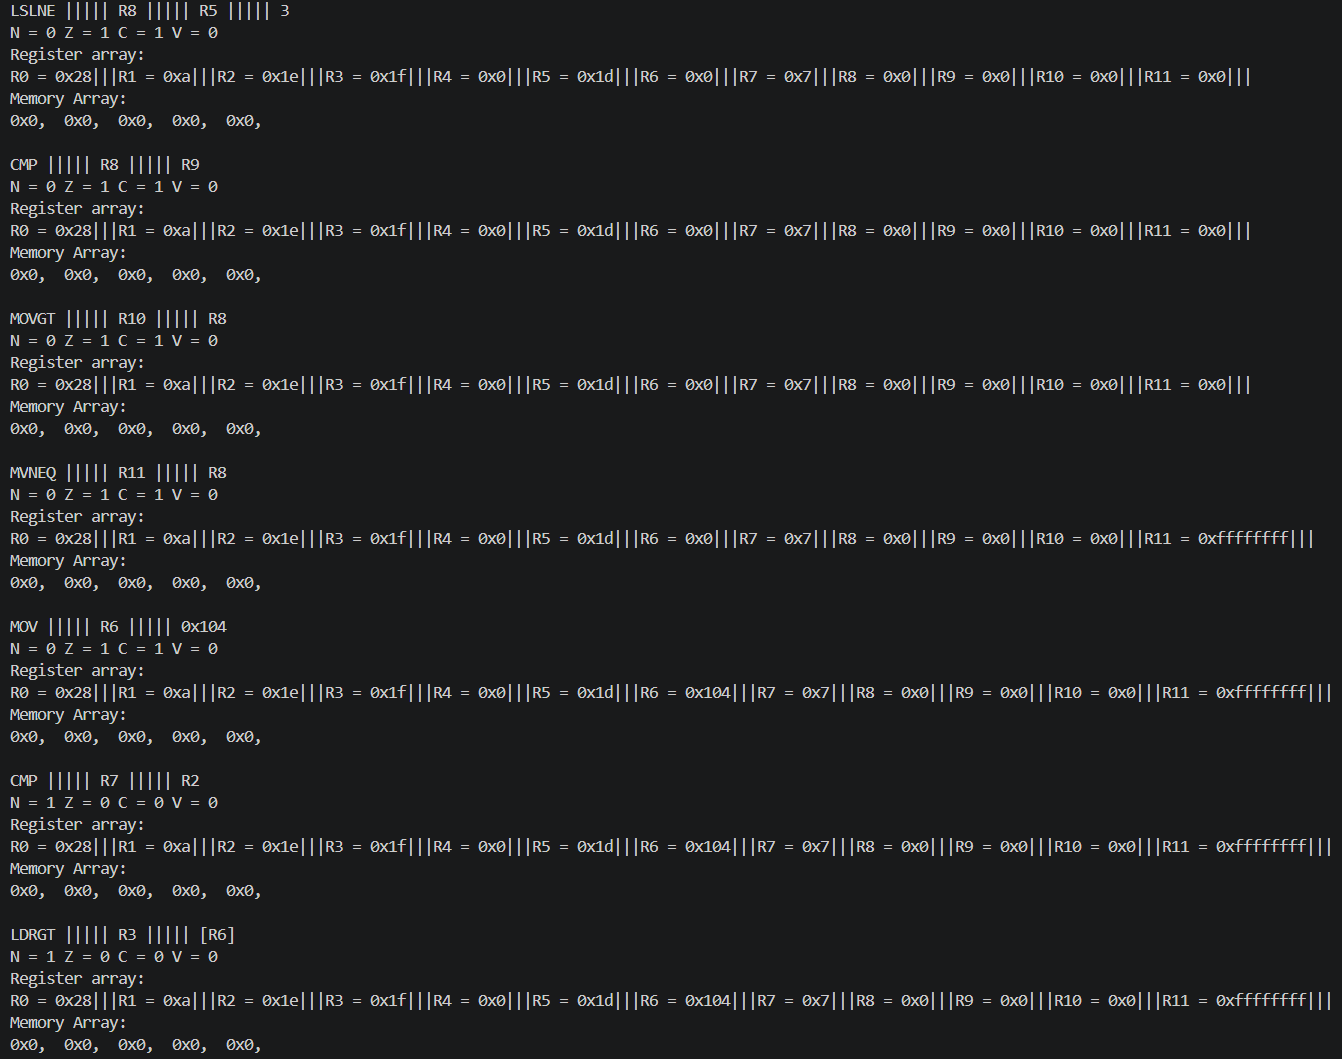 LSLNE ||||| R8 ||||| R5 ||||| 3
N = 0 Z = 1 C = 1 V = 0
Register array:
R0 = 0x28|||R1 = 0xa|||R2 = 0x1e|||R3 = 0x1f|||R4 = 0x0|||R5 = 0x1d|||R6 = 0x0|||R7 = 0x7|||R8 = 0x0|||R9 = 0x0|||R10 = 0x0|||R11 = 0x0|||
Memory Array:
0x0,  0x0,  0x0,  0x0,  0x0,
CMP ||||| R8 ||||| R9
N = 0 Z = 1 C = 1 V = 0
Register array:
R0 = 0x28|||R1 = 0xa|||R2 = 0x1e|||R3 = 0x1f|||R4 = 0x0|||R5 = 0x1d|||R6 = 0x0|||R7 = 0x7|||R8 = 0x0|||R9 = 0x0|||R10 = 0x0|||R11 = 0x0|||
Memory Array:
0x0,  0x0,  0x0,  0x0,  0x0,
MOVGT ||||| R10 ||||| R8
N = 0 Z = 1 C = 1 V = 0
Register array:
R0 = 0x28|||R1 = 0xa|||R2 = 0x1e|||R3 = 0x1f|||R4 = 0x0|||R5 = 0x1d|||R6 = 0x0|||R7 = 0x7|||R8 = 0x0|||R9 = 0x0|||R10 = 0x0|||R11 = 0x0|||
Memory Array:
0x0,  0x0,  0x0,  0x0,  0x0,
MVNEQ ||||| R11 ||||| R8
N = 0 Z = 1 C = 1 V = 0
Register array:
R0 = 0x28|||R1 = 0xa|||R2 = 0x1e|||R3 = 0x1f|||R4 = 0x0|||R5 = 0x1d|||R6 = 0x0|||R7 = 0x7|||R8 = 0x0|||R9 = 0x0|||R10 = 0x0|||R11 = 0xffffffff|||
Memory Array:
0x0,  0x0,  0x0,  0x0,  0x0,
MOV ||||| R6 ||||| 0x104
N = 0 Z = 1 C = 1 V = 0
Register array:
R0 = 0x28|||R1 = 0xa|||R2 = 0x1e|||R3 = 0x1f|||R4 = 0x0|||R5 = 0x1d|||R6 = 0x104|||R7 = 0x7|||R8 = 0x0|||R9 = 0x0|||R10 = 0x0|||R11 = 0xffffffff|||
Memory Array:
0x0,  0x0,  0x0,  0x0,  0x0,
CMP ||||| R7 ||||| R2
N = 1 Z = 0 C = 0 V = 0
Register array:
R0 = 0x28|||R1 = 0xa|||R2 = 0x1e|||R3 = 0x1f|||R4 = 0x0|||R5 = 0x1d|||R6 = 0x104|||R7 = 0x7|||R8 = 0x0|||R9 = 0x0|||R10 = 0x0|||R11 = 0xffffffff|||
Memory Array:
0x0,  0x0,  0x0,  0x0,  0x0,
LDRGT ||||| R3 ||||| [R6]
N = 1 Z = 0 C = 0 V = 0
Register array:
R0 = 0x28|||R1 = 0xa|||R2 = 0x1e|||R3 = 0x1f|||R4 = 0x0|||R5 = 0x1d|||R6 = 0x104|||R7 = 0x7|||R8 = 0x0|||R9 = 0x0|||R10 = 0x0|||R11 = 0xffffffff|||
Memory Array:
0x0,  0x0,  0x0,  0x0,  0x0,